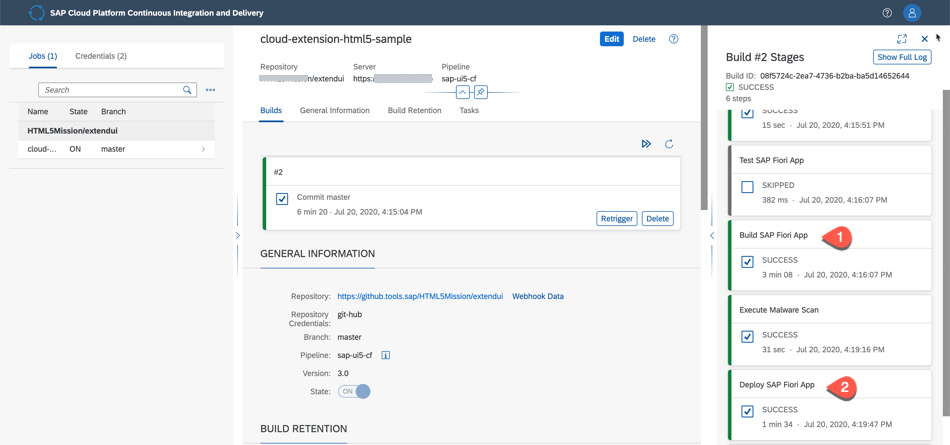 SAP Cloud Platform Continuous Integration and Delivery
Jobs (1)
Credentials (2)
Search
Name
State
Branch
HTML5Mission/extendui
cloud-...
ON
master
cloud-extension-html5-sample
Edit
Delete
Repository
/extendui
Server
https:/
Pipeline
sap-ui5-cf
Builds
General Information
Build Retention
Tasks
#2
Commit master
6 min 20 · Jul 20, 2020, 4:15:04 PM
Retrigger
Delete
GENERAL INFORMATION
Repository:
https://github.tools.sap/HTML5Mission/extendui
Webhook Data
Repository
Credentials:
git-hub
Branch:
master
Pipeline:
sap-ui5-cf
Version:
3.0
State:
ON
BUILD RETENTION
Build #2 Stages
Show Full Log
Build ID: 08f5724c-2ea7-4736-b2ba-ba5d14652644
SUCCESS
6 steps
SUCCESS
15 sec · Jul 20, 2020, 4:15:51 PM
Test SAP Fiori App
SKIPPED
382 ms · Jul 20, 2020, 4:16:07 PM
Build SAP Fiori App
1
SUCCESS
3 min 08 · Jul 20, 2020, 4:16:07 PM
Execute Malware Scan
SUCCESS
31 sec · Jul 20, 2020, 4:19:16 PM
Deploy SAP Fiori App
2
SUCCESS
1 min 34 · Jul 20, 2020, 4:19:47 PM